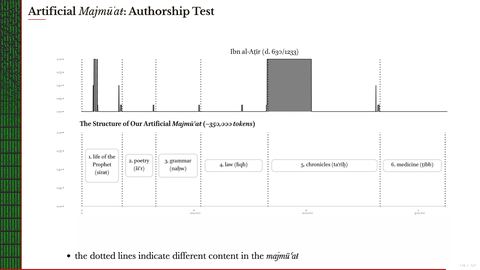 Artificial Majmūʿat: Authorship Test
Ibn al-Aṯīr (d. 630/1233)
The Structure of Our Artificial Majmūʿat (~350,000 tokens)
1. life of the
Prophet
(sīrat)
2. poetry
(šiʿr)
3. grammar
(naḥw)
4. law (fiqh)
5. chronicles (taʾrīḫ)
6. medicine (ṭibb)
• the dotted lines indicate different content in the majmūʿat